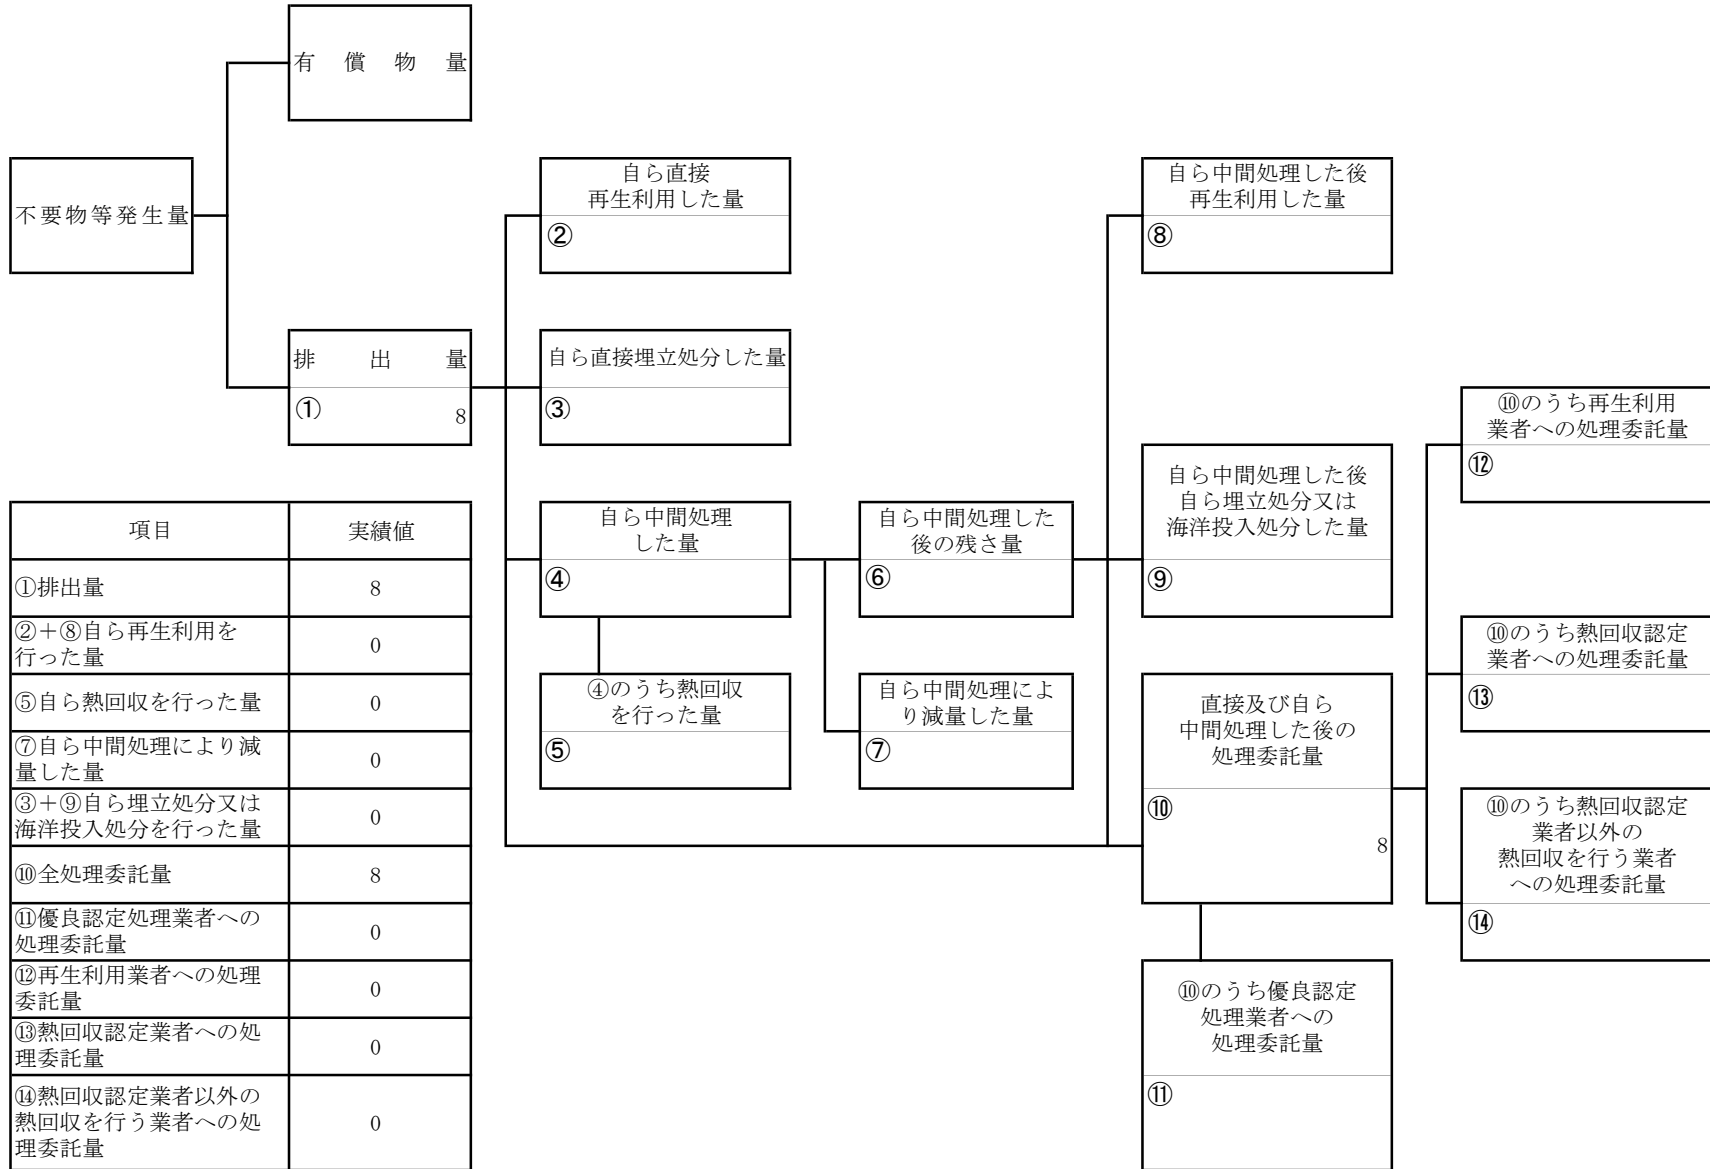 有償物量
不要物等発生量
排出量
① 8
自ら直接
再生利用した量
②
自ら直接埋立処分した量
③
自ら中間処理
した量
④
④のうち熱回収
を行った量
⑤
自ら中間処理した
後の残さ量
⑥
自ら中間処理によ
り減量した量
⑦
自ら中間処理した後
再生利用した量
⑧
自ら中間処理した後
自ら埋立処分又は
海洋投入処分した量
⑨
直接及び自ら
中間処理した後の
処理委託量
⑩
8
⑩のうち優良認定
処理業者への
処理委託量
⑪
⑩のうち再生利用
業者への処理委託量
⑫
⑩のうち熱回収認定
業者への処理委託量
⑬
⑩のうち熱回収認定
業者以外の
熱回収を行う業者
への処理委託量
⑭
項目 実績値
①排出量 8
②+⑧自ら再生利用を
行った量 0
⑤自ら熱回収を行った量 0
⑦自ら中間処理により減
量した量 0
③+⑨自ら埋立処分又は
海洋投入処分を行った量 0
⑩全処理委託量 8
⑪優良認定処理業者への
処理委託量 0
⑫再生利用業者への処理
委託量 0
⑬熱回収認定業者への処
理委託量 0
⑭熱回収認定業者以外の
熱回収を行う業者への処 0
理委託量